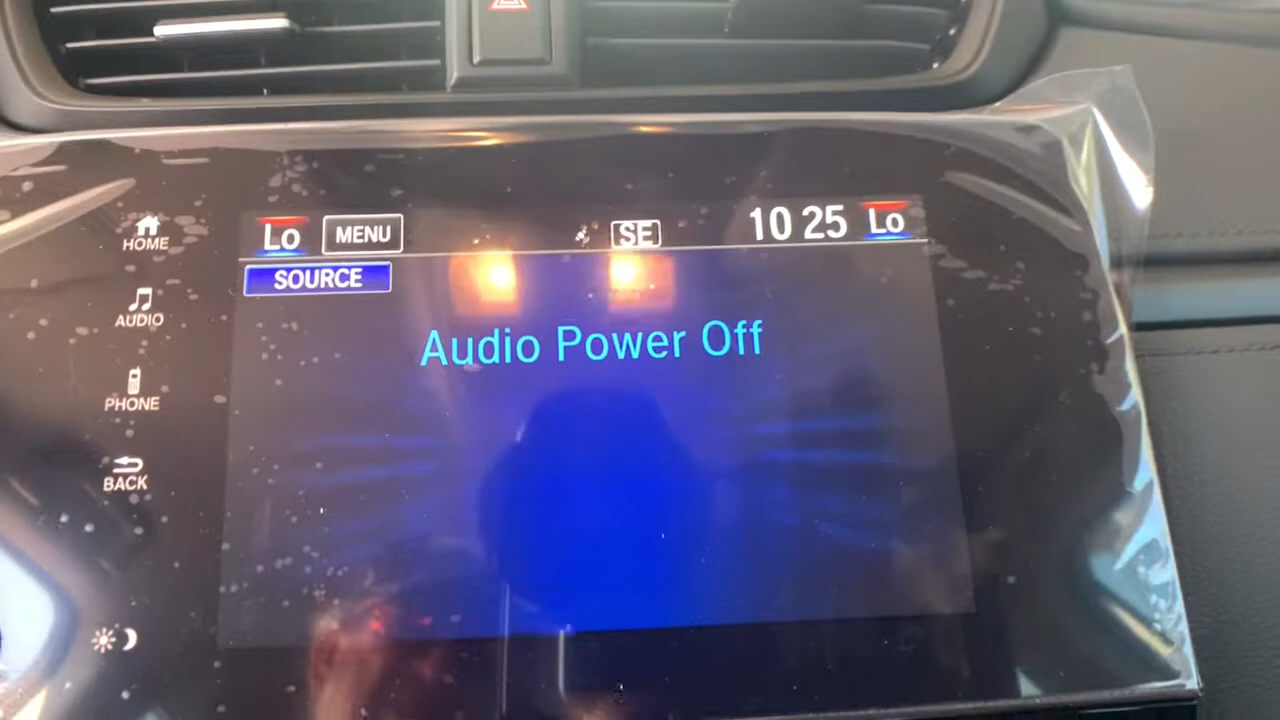 Lo MENU SE 10 25 Lo
SOURCE
Audio Power Off
HOME
AUDIO
PHONE
BACK